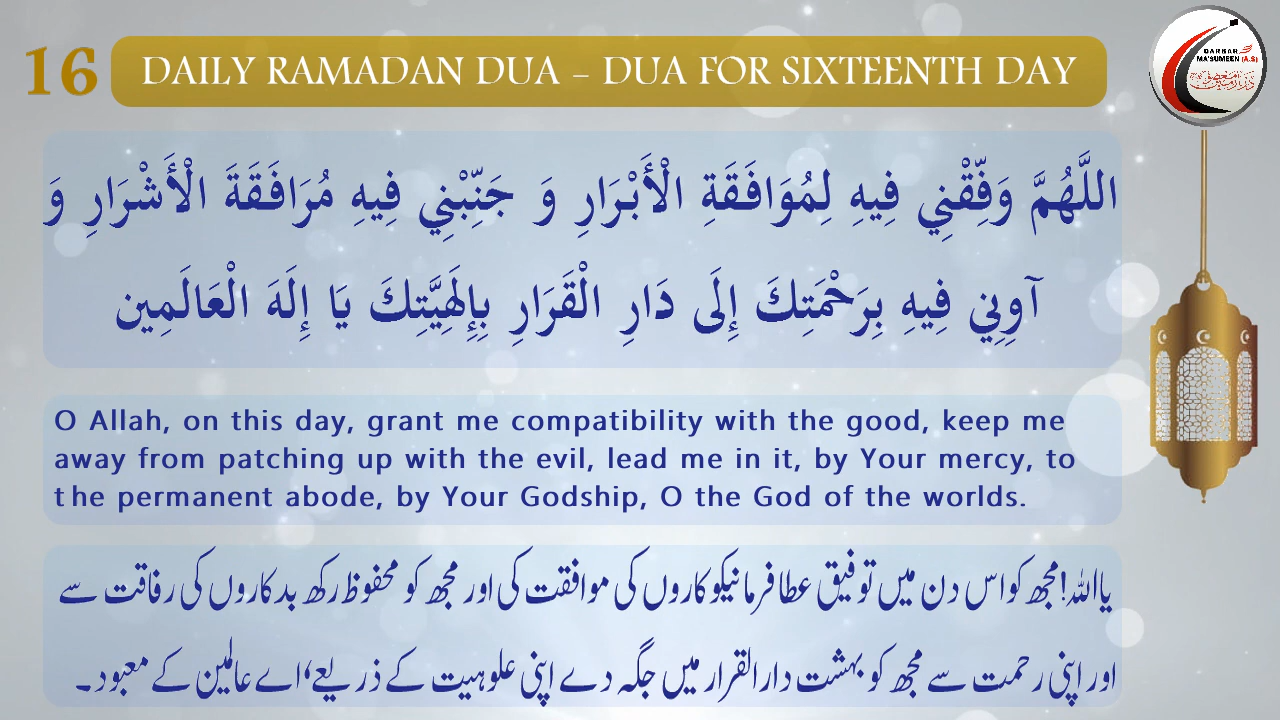 16
DAILY RAMADAN DUA – DUA FOR SIXTEENTH DAY
DARBAR
MA'SUMEEN (A.S)
اللَّهُمَّ وَفِّقْنِي فِيهِ لِمُوَافَقَةِ الْأَبْرَارِ وَ جَنِّبْنِي فِيهِ مُرَافَقَةَ الْأَشْرَارِ وَ
آوِنِي فِيهِ بِرَحْمَتِكَ إِلَى دَارِ الْقَرَارِ بِإِلَهِيَّتِكَ يَا إِلَهَ الْعَالَمِين
O Allah, on this day, grant me compatibility with the good, keep me
away from patching up with the evil, lead me in it, by Your mercy, to
the permanent abode, by Your Godship, O the God of the worlds.
یااللہ!مجھ کو اس دن میں توفیق عطا فرما نیکوکاروں کی موافقت کی اور مجھ کو محفوظ رکھ بدکاروں کی رفاقت سے
اور اپنی رحمت سے مجھ کو بہشت دارالقرار میں جگہ دے اپنی علوہیت کے ذریعے، اے عالمین کے معبود۔